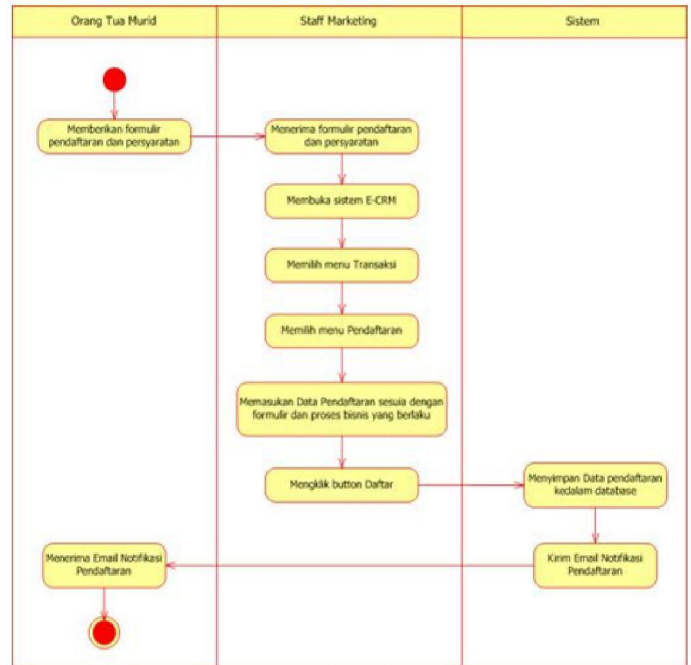 Orang Tua Murid
Staff Marketing
Sistem
Memberikan formulir
pendaftaran dan persyaratan
Menerima formulir pendaftaran
dan persyaratan
Membuka sistem E-CRM
Memilih menu Transaksi
Memilih menu Pendaftaran
Memasukan Data Pendaftaran sesuia dengan
formulir dan proses bisnis yang berlaku
Mengklik button Daftar
Menyimpan Data pendaftaran
kedalam database
Menerima Email Notifikasi
Pendaftaran
Kirim Email Notifikasi
Pendaftaran